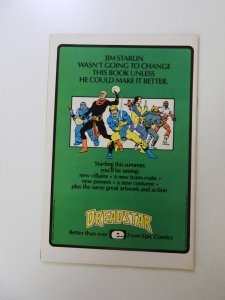 JIM STARLIN
WASN'T GOING TO CHANGE
THIS BOOK UNLESS
HE COULD MAKE IT BETTER.
Starting this summer,
you'll be seeing:
new villains • a new team-mate •
new powers • a new costume •
plus the same great artwork and action.
DREADSTAR
Better than ever
From Epic Comics